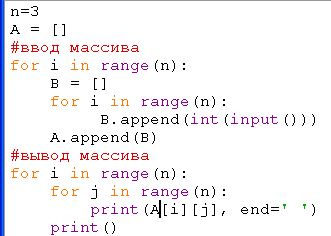 n=3
A = []
#ввод массива
for i in range(n):
    B = []
    for i in range(n):
        B.append(int(input()))
    A.append(B)
#вывод массива
for i in range(n):
    for j in range(n):
        print(A[i][j], end=' ')
    print()